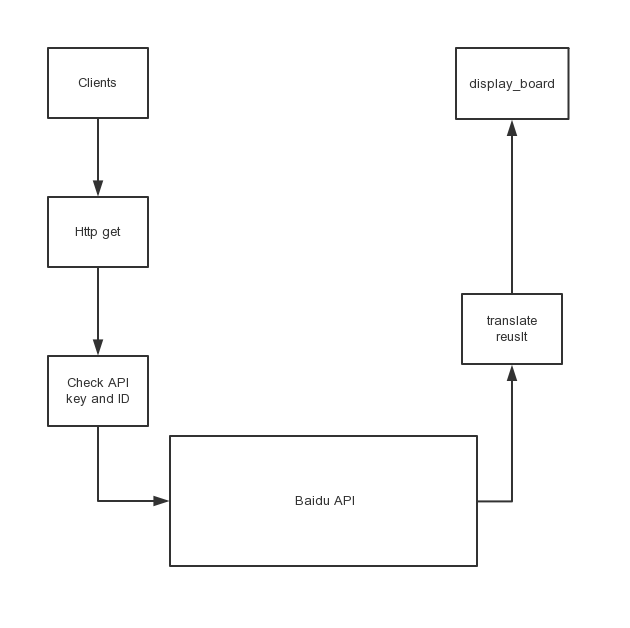 Clients
Http get
Check API
key and ID
Baidu API
translate
reuslt
display_board